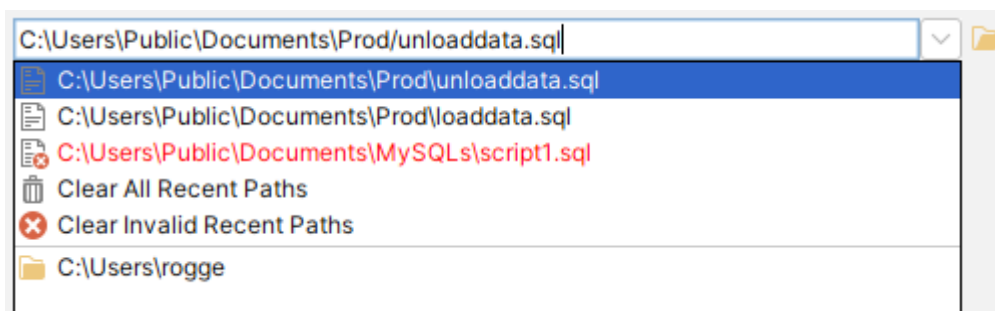 C:\Users\Public\Documents\Prod/unloaddata.sql
C:\Users\Public\Documents\Prod\unloaddata.sql
C:\Users\Public\Documents\Prod\loaddata.sql
C:\Users\Public\Documents\MySQLs\script1.sql
Clear All Recent Paths
Clear Invalid Recent Paths
C:\Users\rogge